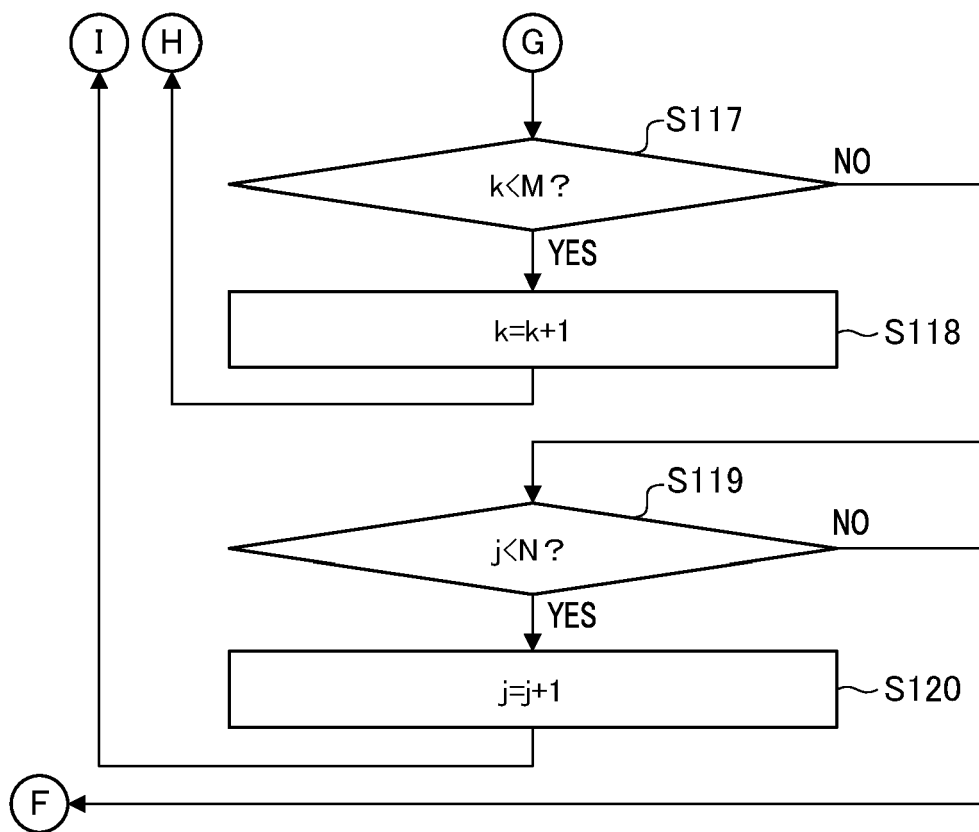 I
H
G
S117
k<M?
NO
YES
k=k+1
S118
S119
j<N?
NO
YES
j=j+1
S120
F